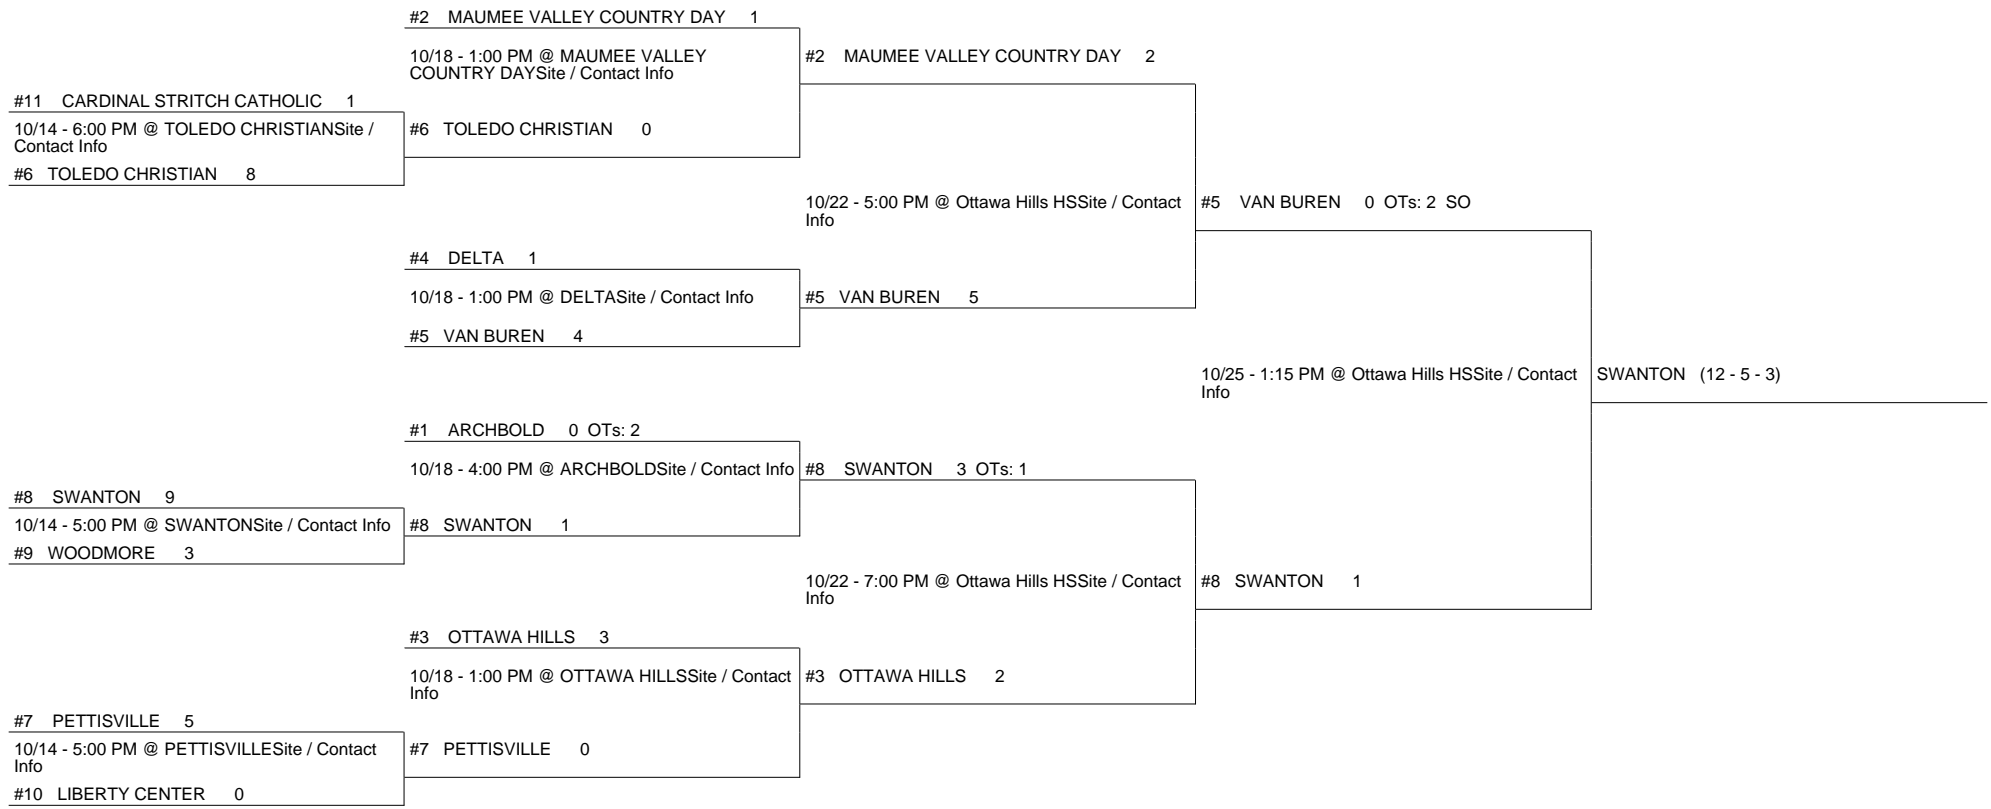 #2 MAUMEE VALLEY COUNTRY DAY 1
10/18 - 1:00 PM @ MAUMEE VALLEY
COUNTRY DAYSite / Contact Info
#2 MAUMEE VALLEY COUNTRY DAY 2
#11 CARDINAL STRITCH CATHOLIC 1
10/14 - 6:00 PM @ TOLEDO CHRISTIANSite /
Contact Info
#6 TOLEDO CHRISTIAN 0
#6 TOLEDO CHRISTIAN 8
10/22 - 5:00 PM @ Ottawa Hills HSSite / Contact
Info
#5 VAN BUREN 0 OTs: 2 SO
#4 DELTA 1
10/18 - 1:00 PM @ DELTASite / Contact Info
#5 VAN BUREN 5
#5 VAN BUREN 4
10/25 - 1:15 PM @ Ottawa Hills HSSite / Contact
Info
SWANTON (12 - 5 - 3)
#1 ARCHBOLD 0 OTs: 2
10/18 - 4:00 PM @ ARCHBOLDSite / Contact Info
#8 SWANTON 3 OTs: 1
#8 SWANTON 9
10/14 - 5:00 PM @ SWANTONSite / Contact Info
#8 SWANTON 1
#9 WOODMORE 3
10/22 - 7:00 PM @ Ottawa Hills HSSite / Contact
Info
#8 SWANTON 1
#3 OTTAWA HILLS 3
10/18 - 1:00 PM @ OTTAWA HILLSSite / Contact
Info
#3 OTTAWA HILLS 2
#7 PETTISVILLE 5
10/14 - 5:00 PM @ PETTISVILLESite / Contact
Info
#7 PETTISVILLE 0
#10 LIBERTY CENTER 0